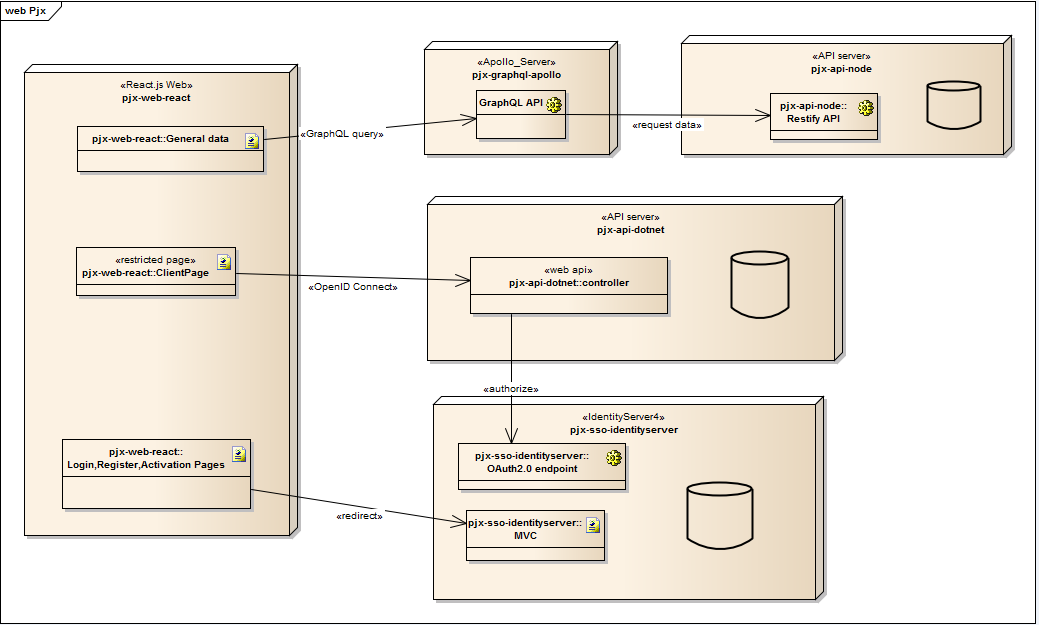 web Pjx
«React.js Web»
pjx-web-react
pjx-web-react::General data
«GraphQL query»
«Apollo_Server»
pjx-graphql-apollo
GraphQL API
«request data»
«API server»
pjx-api-node
pjx-api-node::
Restify API
«restricted page»
pjx-web-react::ClientPage
«OpenID Connect»
«API server»
pjx-api-dotnet
«web api»
pjx-api-dotnet::controller
«authorize»
pjx-web-react::
Login,Register,Activation Pages
«redirect»
«IdentityServer4»
pjx-sso-identityserver
pjx-sso-identityserver::
OAuth2.0 endpoint
pjx-sso-identityserver::
MVC